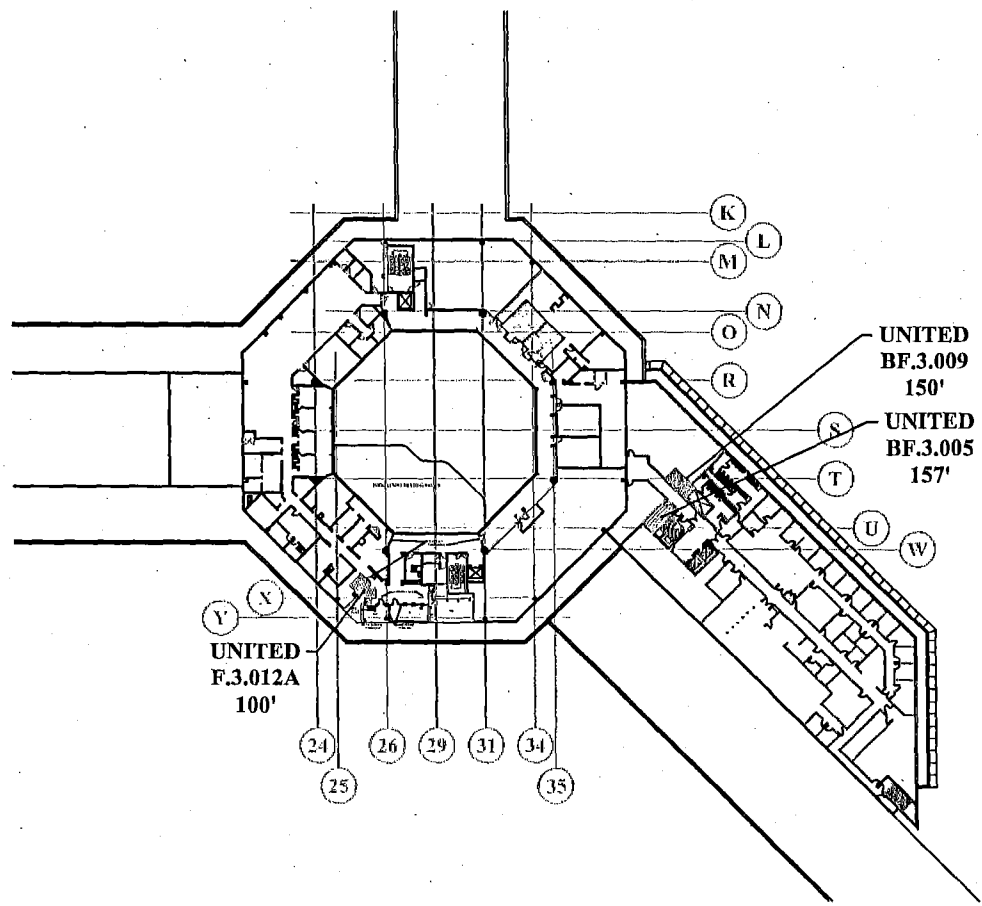 K
L
M
N
O
UNITED
BF.3.009
150'
R
UNITED
BF.3.005
157'
S
T
U
W
X
Y
UNITED
F.3.012A
100'
24
26
29
31
34
25
35